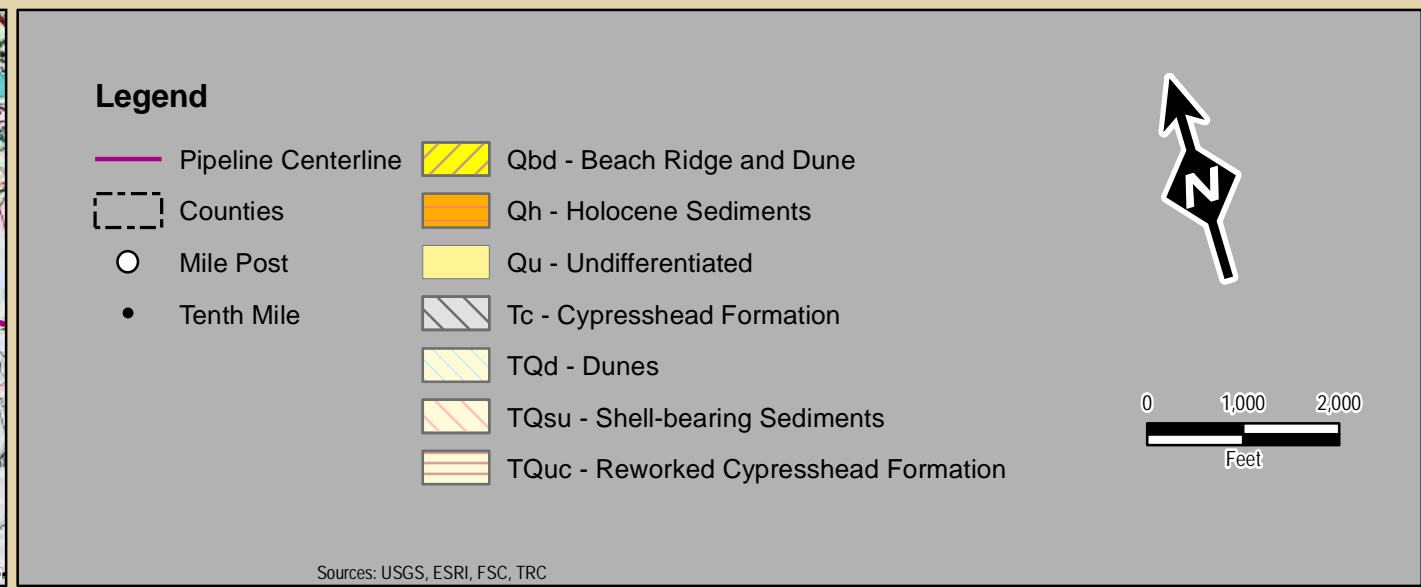 Legend
Pipeline Centerline
Counties
Mile Post
Tenth Mile
Qbd - Beach Ridge and Dune
Qh - Holocene Sediments
Qu - Undifferentiated
Tc - Cypresshead Formation
TQd - Dunes
TQsu - Shell-bearing Sediments
TQuc - Reworked Cypresshead Formation
N
0 1,000 2,000
Feet
Sources: USGS, ESRI, FSC, TRC